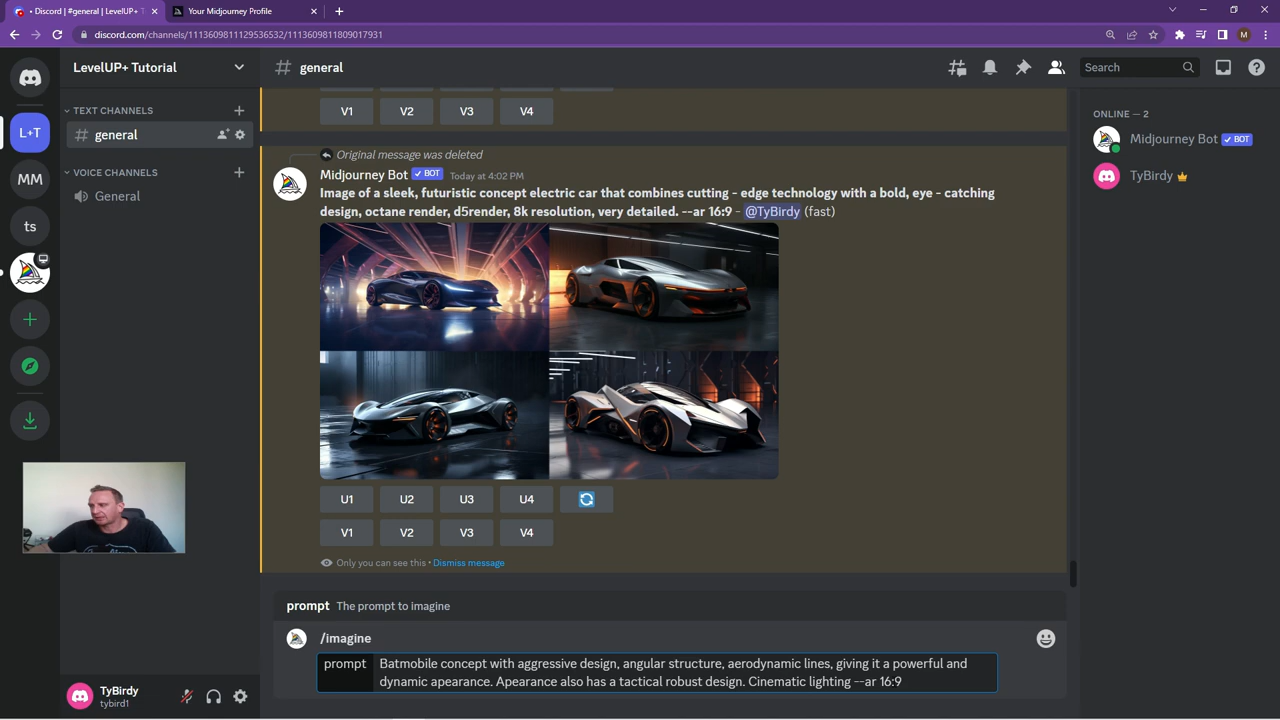 • Discord | #general | LevelUP+ T
Your Midjourney Profile
discord.com/channels/1113609811129536532/1113609811809017931
M
LevelUP+ Tutorial
general
Search
TEXT CHANNELS
general
VOICE CHANNELS
General
L+T
MM
ts
V1 V2 V3 V4
Original message was deleted
Midjourney Bot ✓ BOT Today at 4:02 PM
Image of a sleek, futuristic concept electric car that combines cutting - edge technology with a bold, eye - catching
design, octane render, d5render, 8k resolution, very detailed. --ar 16:9 - @TyBirdy (fast)
U1 U2 U3 U4
V1 V2 V3 V4
Only you can see this • Dismiss message
prompt The prompt to imagine
/imagine
prompt Batmobile concept with aggressive design, angular structure, aerodynamic lines, giving it a powerful and
dynamic apearance. Apearance also has a tactical robust design. Cinematic lighting --ar 16:9
TyBirdy
tybird1
ONLINE — 2
Midjourney Bot ✓ BOT
TyBirdy